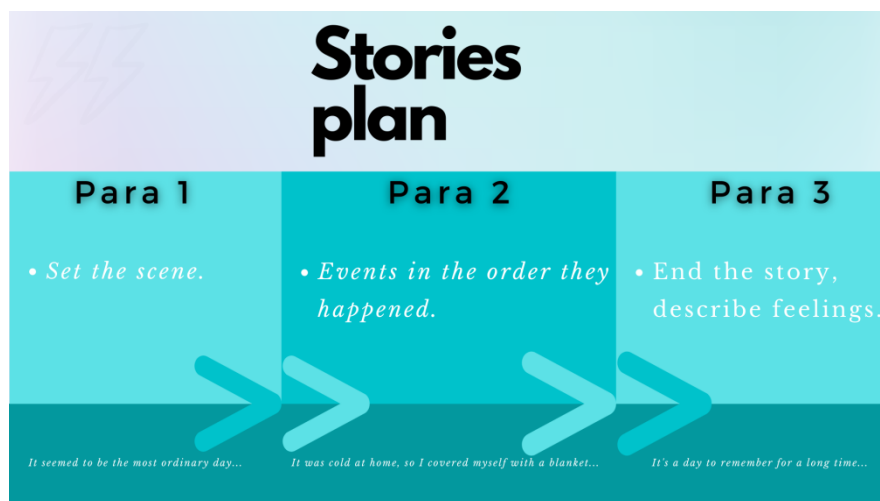 Stories
plan
Para 1
Para 2
Para 3
• Set the scene.
• Events in the order they
happened.
• End the story,
describe feelings.
It seemed to be the most ordinary day...
It was cold at home, so I covered myself with a blanket...
It's a day to remember for a long time...